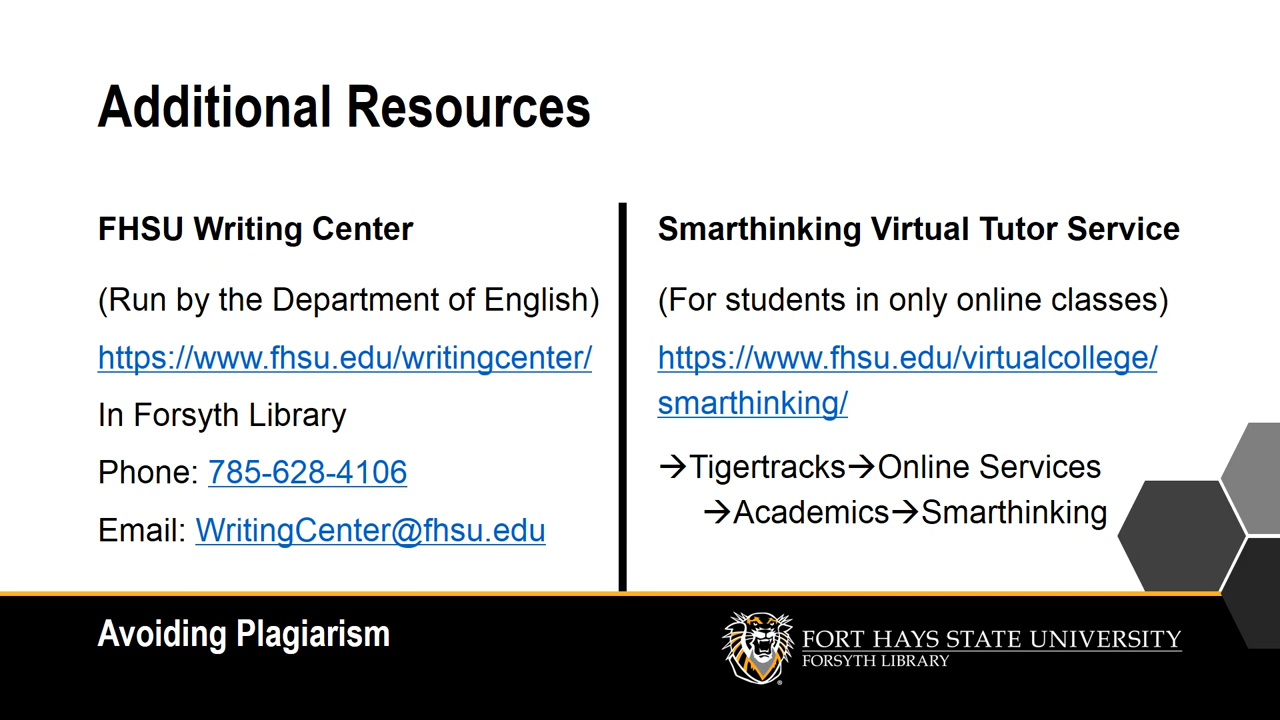 Additional Resources
FHSU Writing Center
(Run by the Department of English)
https://www.fhsu.edu/writingcenter/
In Forsyth Library
Phone: 785-628-4106
Email: WritingCenter@fhsu.edu
Smarthinking Virtual Tutor Service
(For students in only online classes)
https://www.fhsu.edu/virtualcollege/
smarthinking/
→Tigertracks→Online Services
→Academics→Smarthinking
Avoiding Plagiarism
FORT HAYS STATE UNIVERSITY
FORSYTH LIBRARY